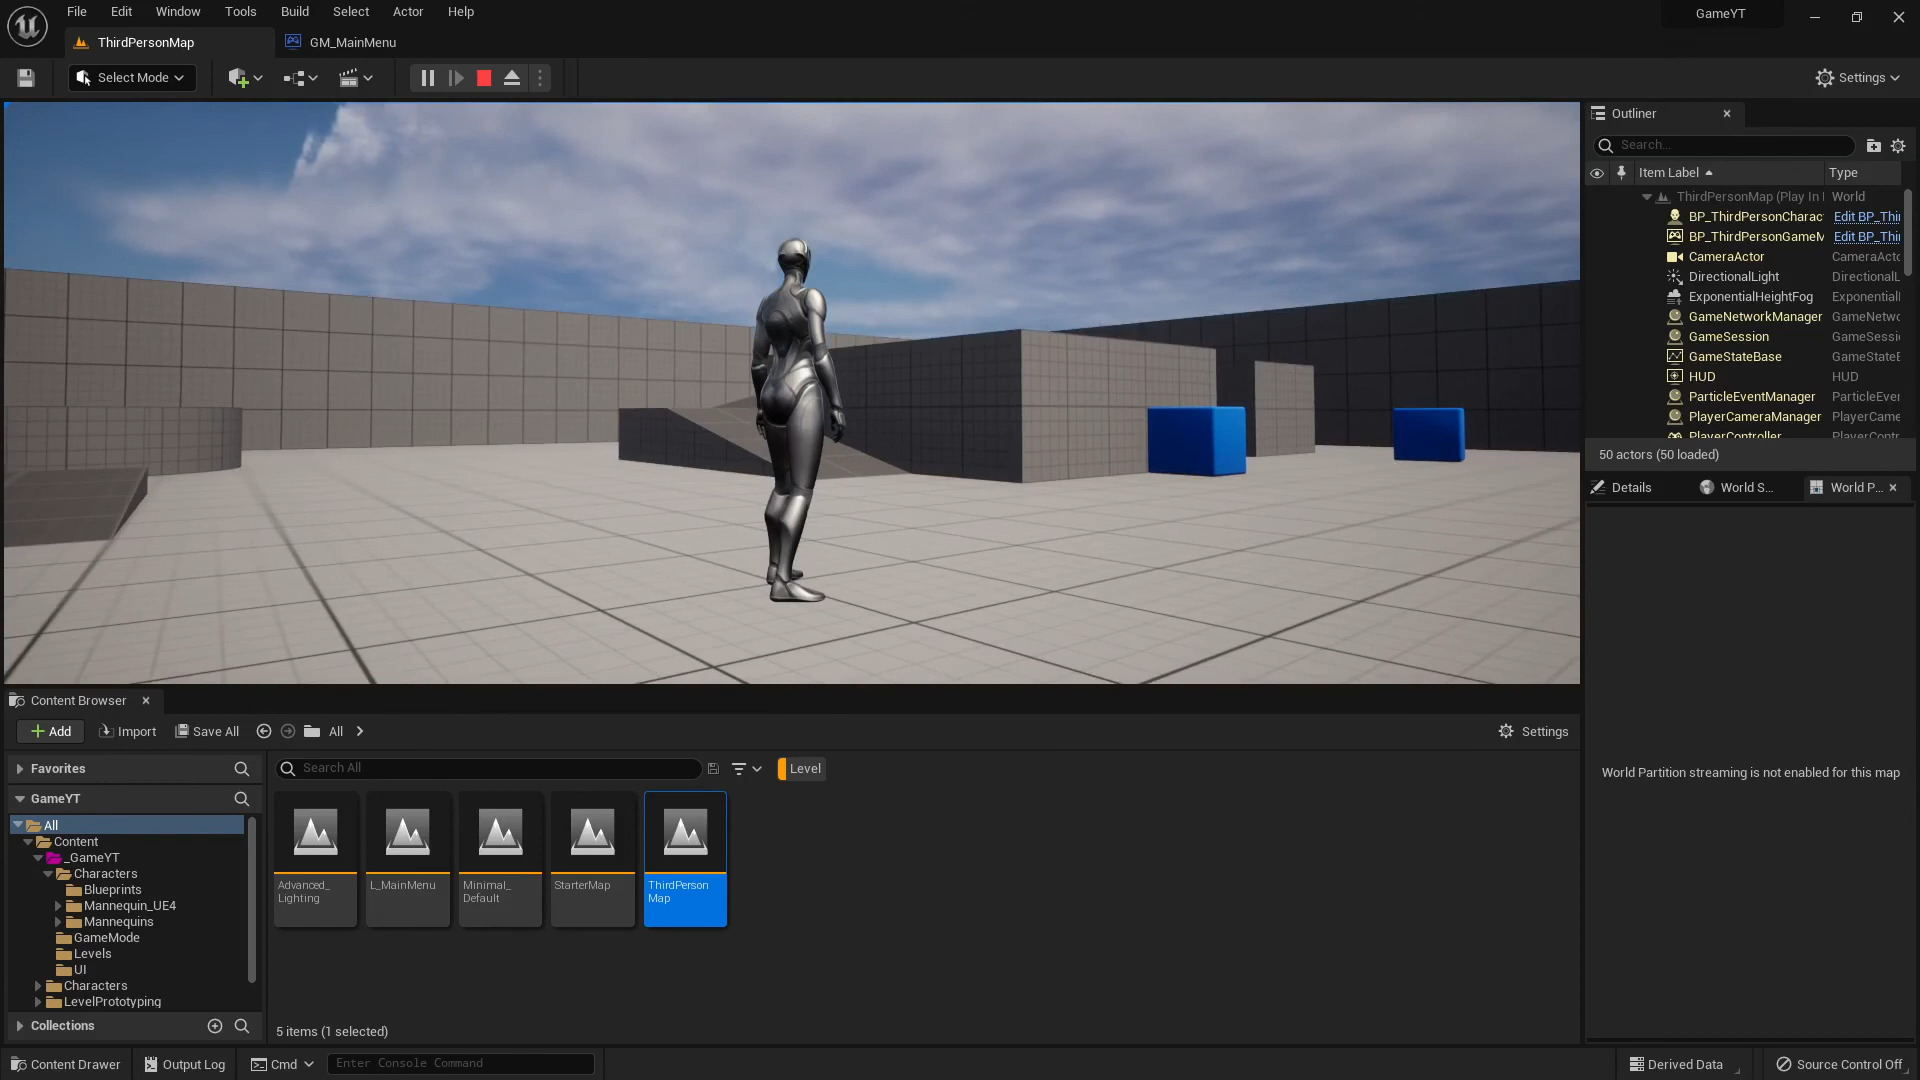 File Edit Window Tools Build Select Actor Help
GameYT
ThirdPersonMap
GM_MainMenu
Select Mode
Settings
Outliner
Search...
Item Label Type
ThirdPersonMap (Play In World
BP_ThirdPersonCharac Edit BP_Thi
BP_ThirdPersonGameM Edit BP_Thi
CameraActor CameraActo
DirectionalLight DirectionalL
ExponentialHeightFog Exponential
GameNetworkManager GameNetwo
GameSession GameSessi
GameStateBase GameStateE
HUD HUD
ParticleEventManager ParticleEver
PlayerCameraManager PlayerCame
PlayerController PlayerContr
50 actors (50 loaded)
Details World S... World P...
World Partition streaming is not enabled for this map
Content Browser
Add Import Save All All Settings
Favorites
Search All
Level
GameYT
All
Content
_GameYT
Characters
Blueprints
Mannequin_UE4
Mannequins
GameMode
Levels
UI
Characters
LevelPrototyping
Collections
Advanced_
Lighting
L_MainMenu
Minimal_
Default
StarterMap
ThirdPerson
Map
5 items (1 selected)
Content Drawer Output Log Cmd Enter Console Command Derived Data Source Control Off